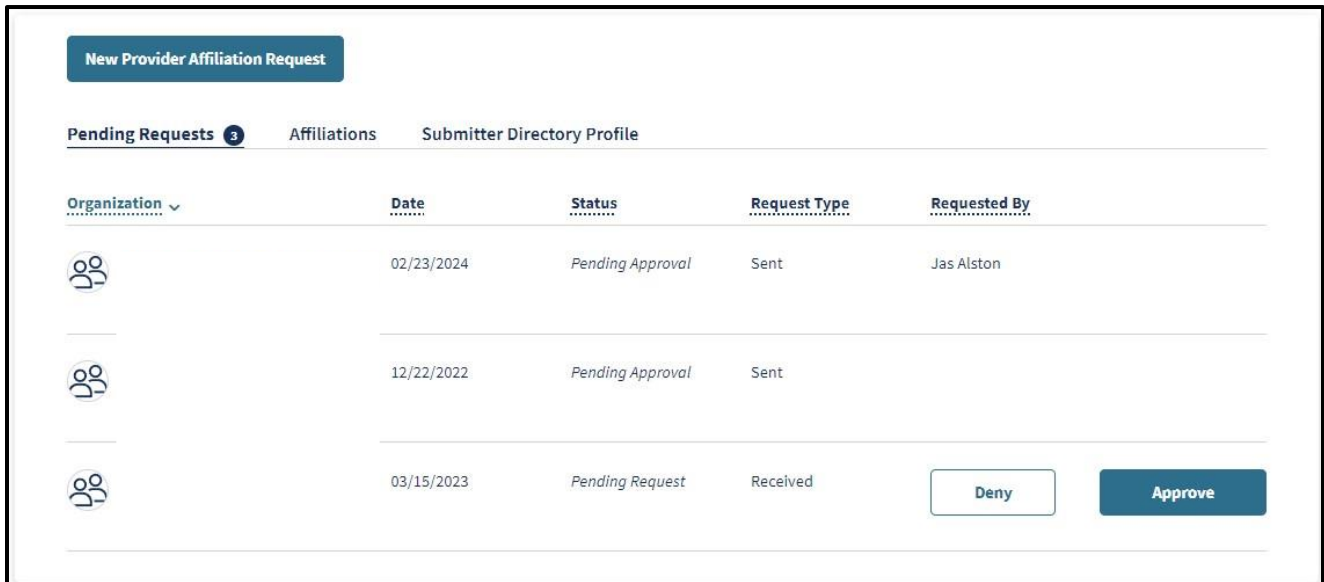 New Provider Affiliation Request
Pending Requests 3 Affiliations Submitter Directory Profile
Organization Date Status Request Type Requested By
02/23/2024 Pending Approval Sent Jas Alston
12/22/2022 Pending Approval Sent
03/15/2023 Pending Request Received Deny Approve